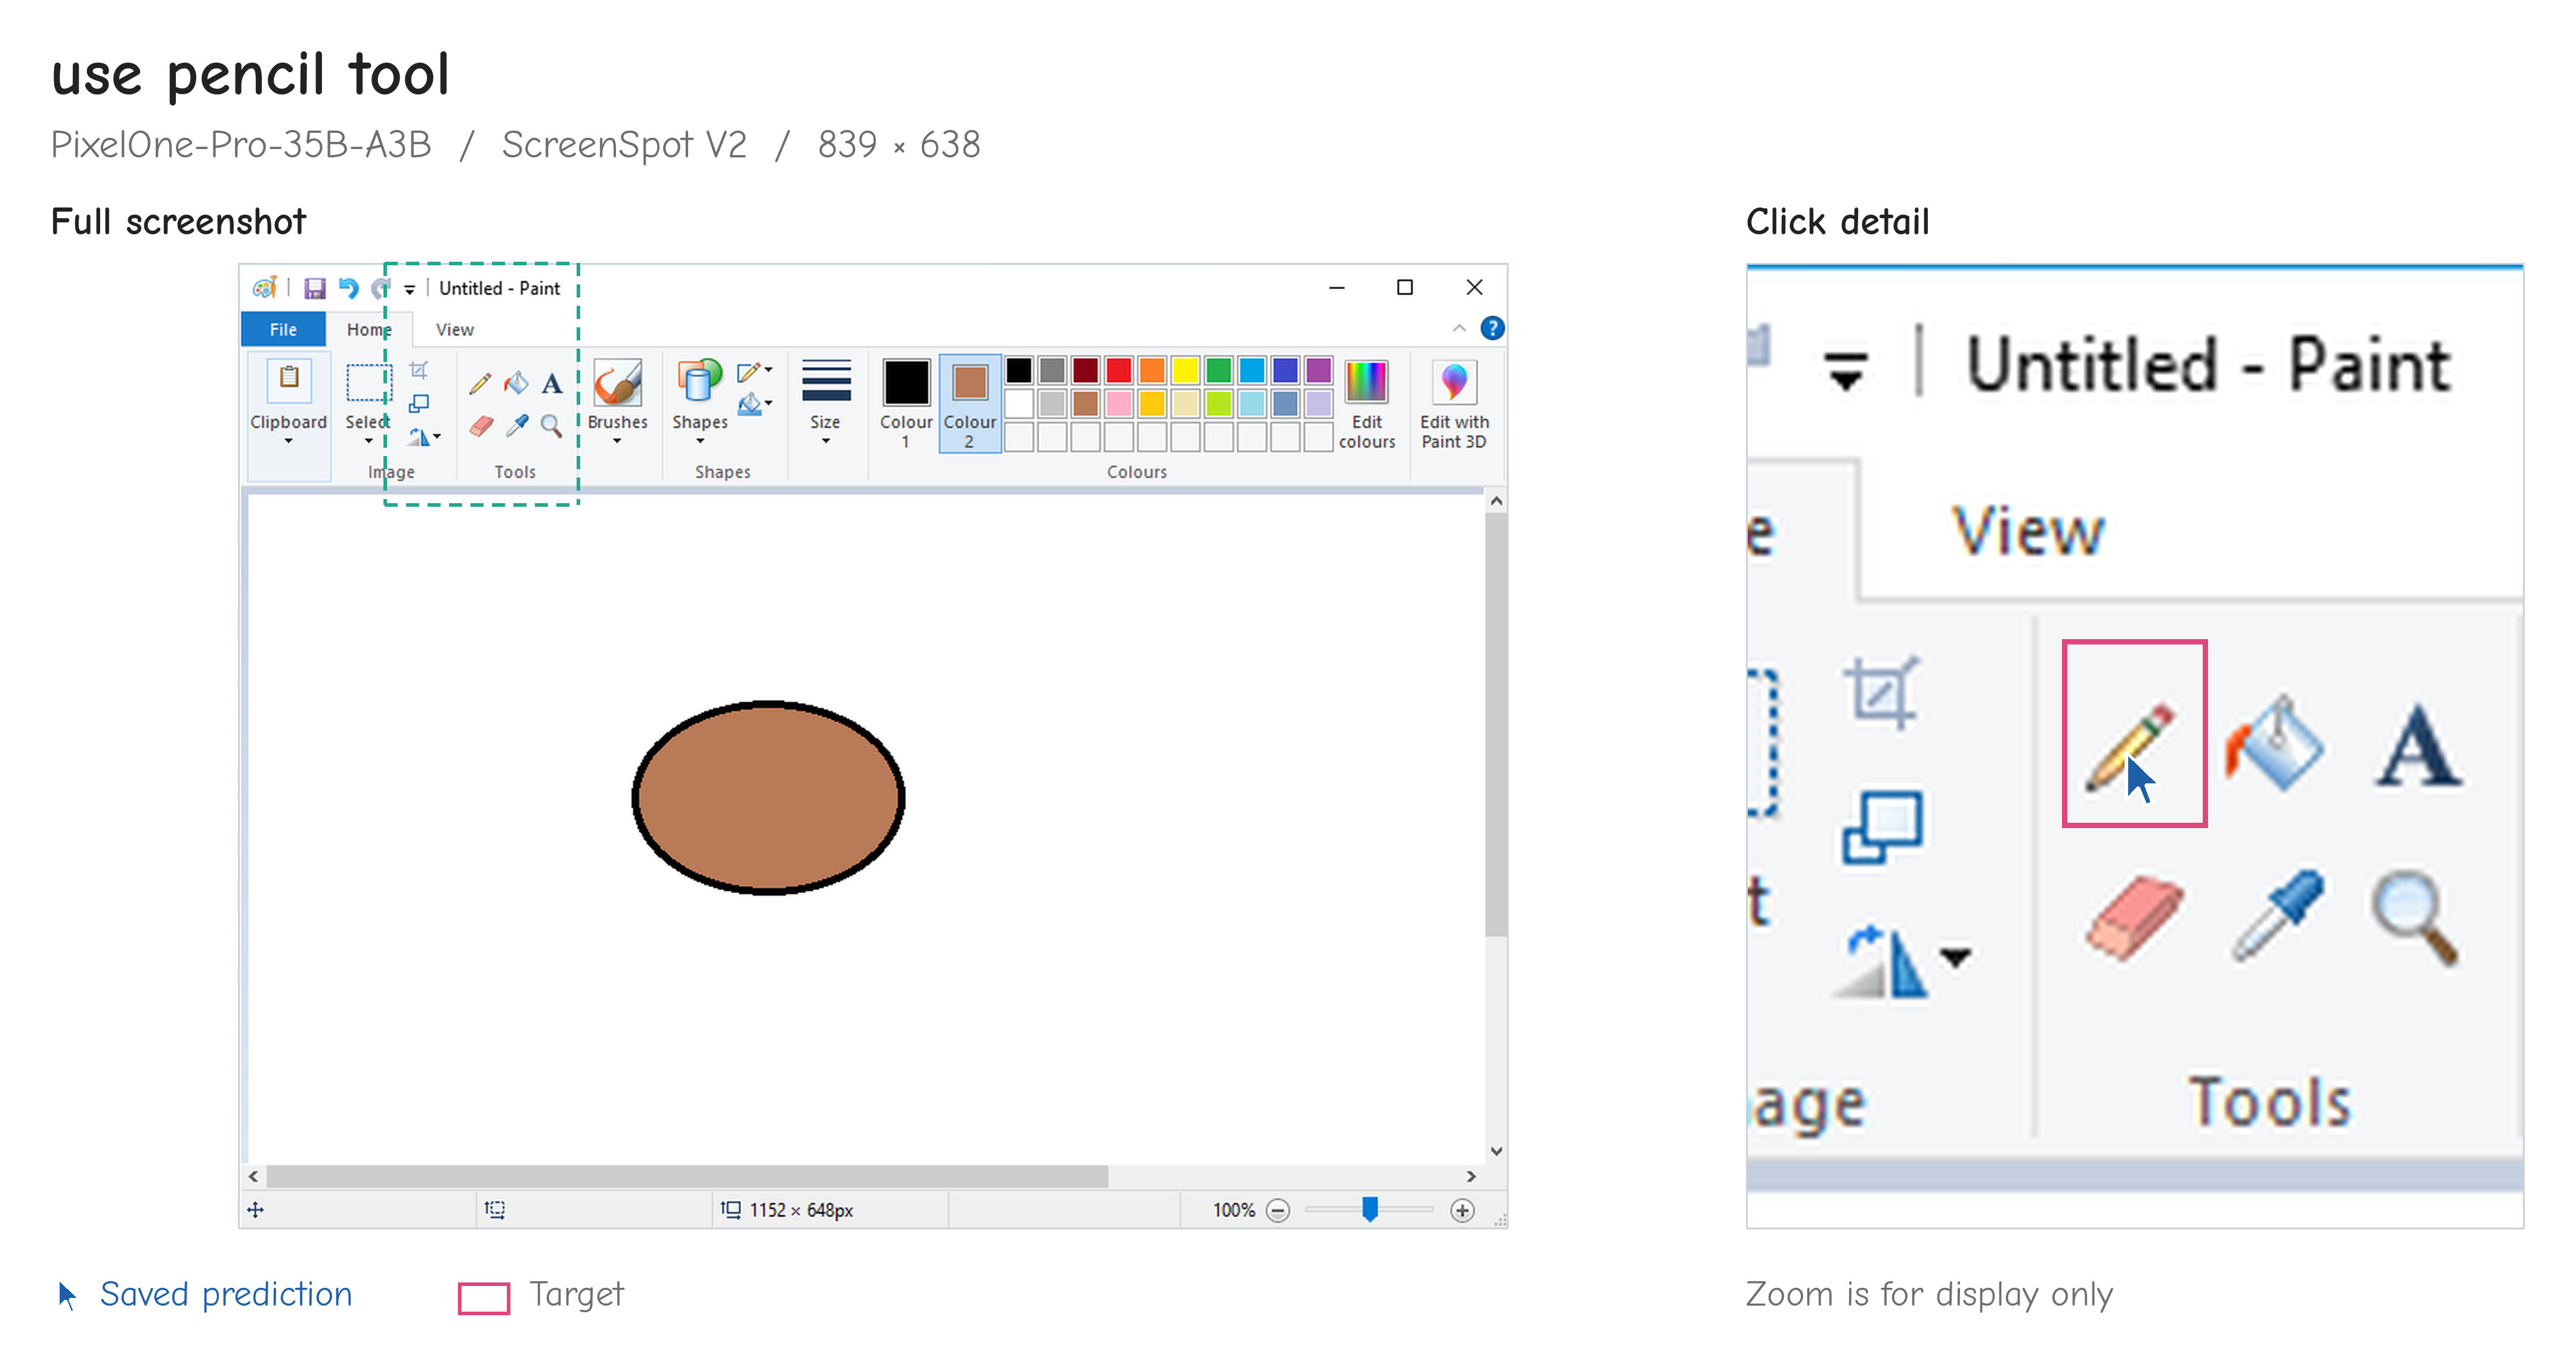 use pencil tool
PixelOne-Pro-35B-A3B / ScreenSpot V2 / 839 × 638
Full screenshot
Click detail
Untitled - Paint
File Home View
Clipboard
Select
Image
Tools
Brushes
Shapes
Shapes
Size
Colour 1
Colour 2
Edit colours
Colours
Edit with Paint 3D
1152 × 648px
100%
Untitled - Paint
e View
t
age
Tools
Saved prediction
Target
Zoom is for display only